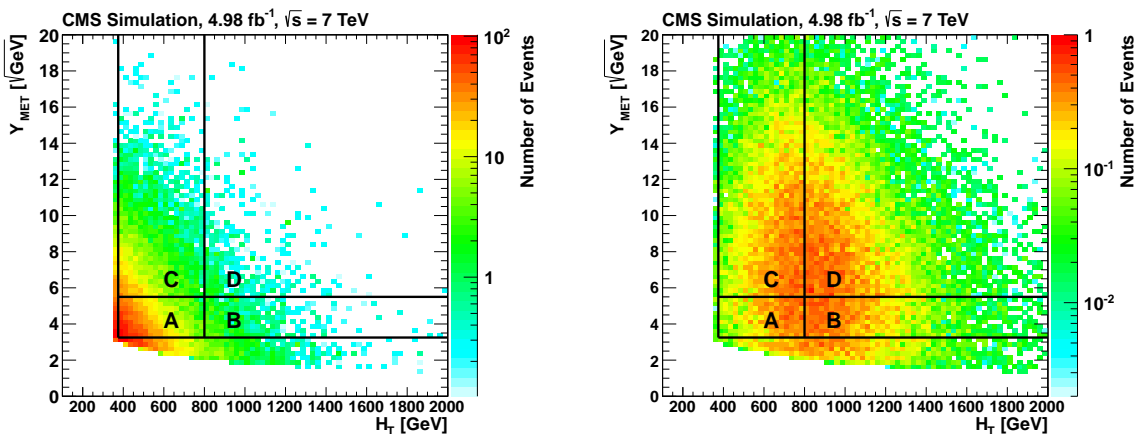 CMS Simulation, 4.98 fb⁻¹, √s = 7 TeV
Y_MET [√GeV]
20
18
16
14
12
10
8
6
4
2
0
C D
A B
200 400 600 800 1000 1200 1400 1600 1800 2000
H_T [GeV]
10²
10
1
Number of Events
CMS Simulation, 4.98 fb⁻¹, √s = 7 TeV
Y_MET [√GeV]
20
18
16
14
12
10
8
6
4
2
0
C D
A B
200 400 600 800 1000 1200 1400 1600 1800 2000
H_T [GeV]
1
10⁻¹
10⁻²
Number of Events